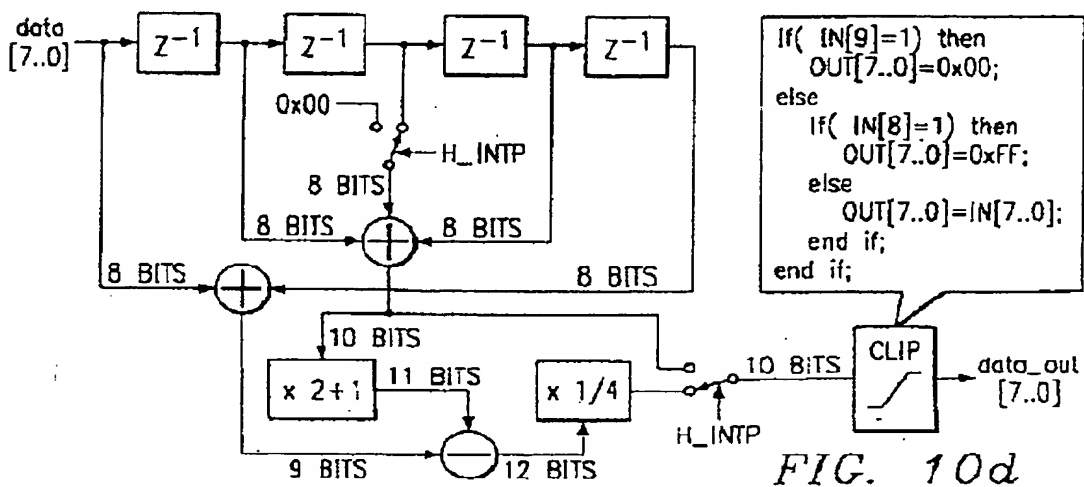 data
[7..0]
Z⁻¹
Z⁻¹
Z⁻¹
Z⁻¹
If( IN[9]=1) then
OUT[7..0]=0x00;
else
If( IN[8]=1) then
OUT[7..0]=0xFF;
else
OUT[7..0]=IN[7..0];
end if;
end if;
0x00
H_INTP
8 BITS
8 BITS
8 BITS
+
8 BITS
+
8 BITS
10 BITS
x 2+1
11 BITS
x 1/4
10 BITS
CLIP
data_out
[7..0]
H_INTP
9 BITS
−
12 BITS
FIG. 10d